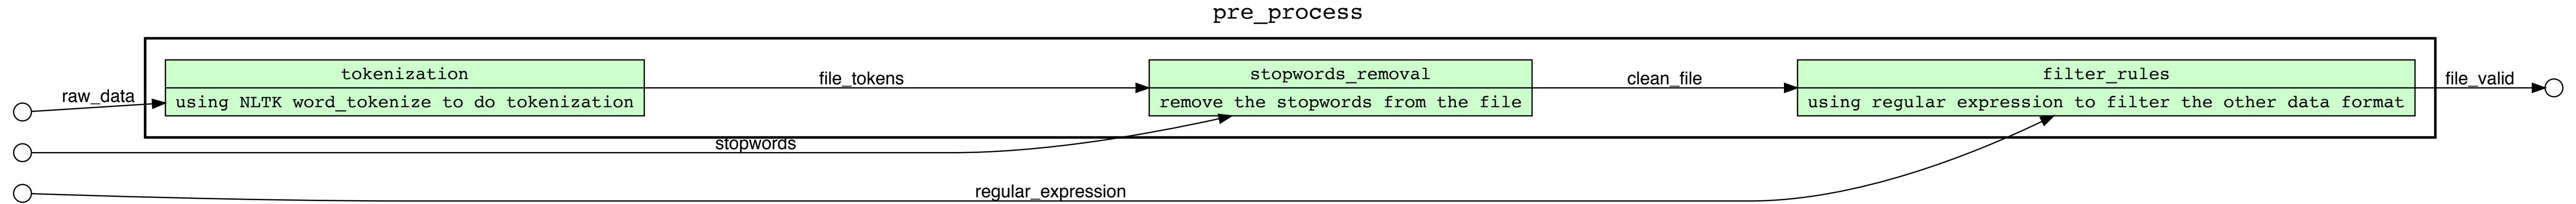 pre_process
tokenization
using NLTK word_tokenize to do tokenization
stopwords_removal
remove the stopwords from the file
filter_rules
using regular expression to filter the other data format
raw_data
file_tokens
clean_file
file_valid
stopwords
regular_expression